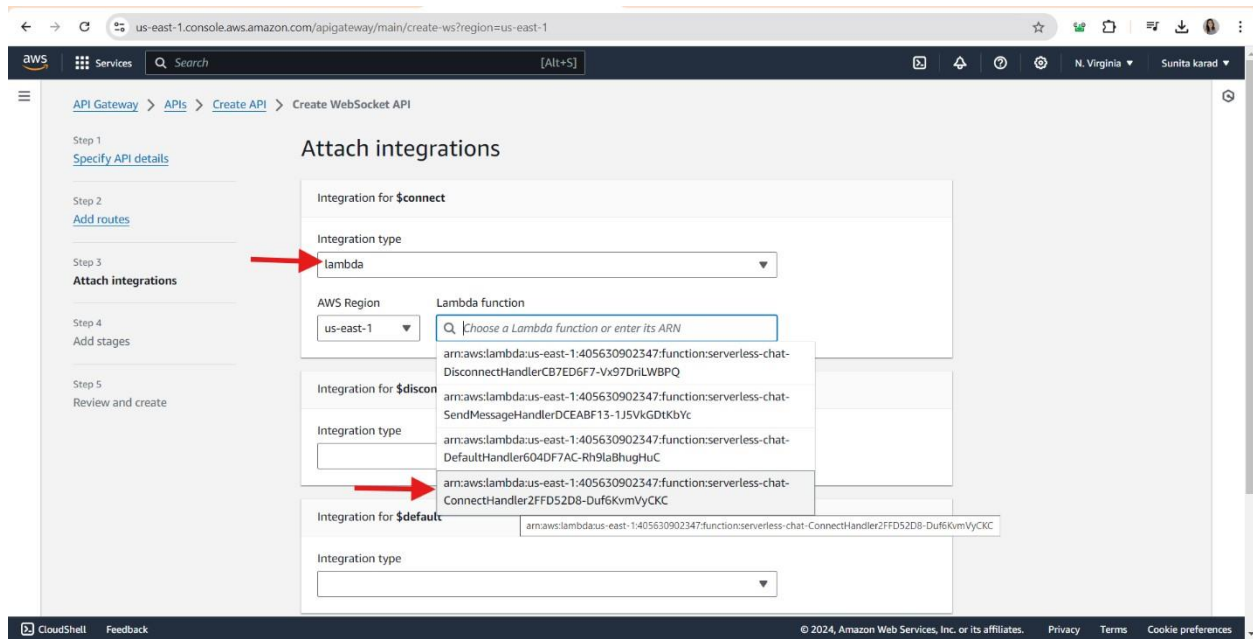 us-east-1.console.aws.amazon.com/apigateway/main/create-ws?region=us-east-1
aws Services Search [Alt+S] N. Virginia ▼ Sunita karad ▼
API Gateway > APIs > Create API > Create WebSocket API
Step 1
Specify API details
Step 2
Add routes
Step 3
Attach integrations
Step 4
Add stages
Step 5
Review and create
Attach integrations
Integration for $connect
Integration type
lambda
AWS Region Lambda function
us-east-1 Choose a Lambda function or enter its ARN
arn:aws:lambda:us-east-1:405630902347:function:serverless-chat-
DisconnectHandlerCB7ED6F7-Vx97DriLWBPQ
arn:aws:lambda:us-east-1:405630902347:function:serverless-chat-
SendMessageHandlerDCEABF13-1J5VkGDtKbYc
arn:aws:lambda:us-east-1:405630902347:function:serverless-chat-
DefaultHandler604DF7AC-Rh9laBhugHuC
arn:aws:lambda:us-east-1:405630902347:function:serverless-chat-
ConnectHandler2FFD52D8-Duf6KvmVyCKC
Integration for $discon
Integration type
Integration for $default
arn:aws:lambda:us-east-1:405630902347:function:serverless-chat-ConnectHandler2FFD52D8-Duf6KvmVyCKC
Integration type
CloudShell Feedback © 2024, Amazon Web Services, Inc. or its affiliates. Privacy Terms Cookie preferences